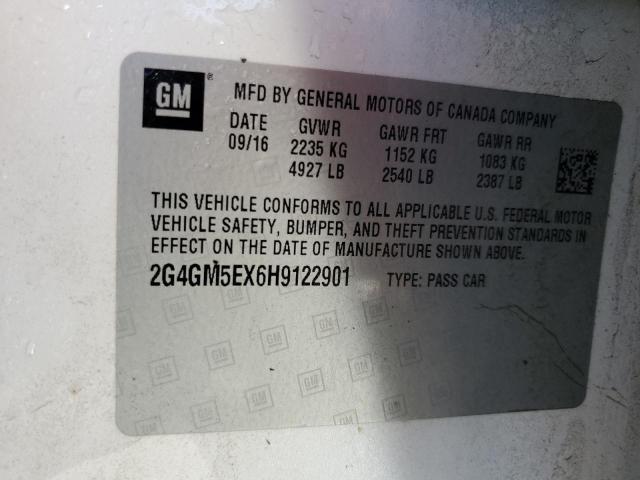 GM ®
MFD BY GENERAL MOTORS OF CANADA COMPANY
DATE GVWR GAWR FRT GAWR RR
09/16 2235 KG 1152 KG 1083 KG
4927 LB 2540 LB 2387 LB
THIS VEHICLE CONFORMS TO ALL APPLICABLE U.S. FEDERAL MOTOR
VEHICLE SAFETY, BUMPER, AND THEFT PREVENTION STANDARDS IN
EFFECT ON THE DATE OF MANUFACTURE SHOWN ABOVE.
2G4GM5EX6H9122901 TYPE: PASS CAR